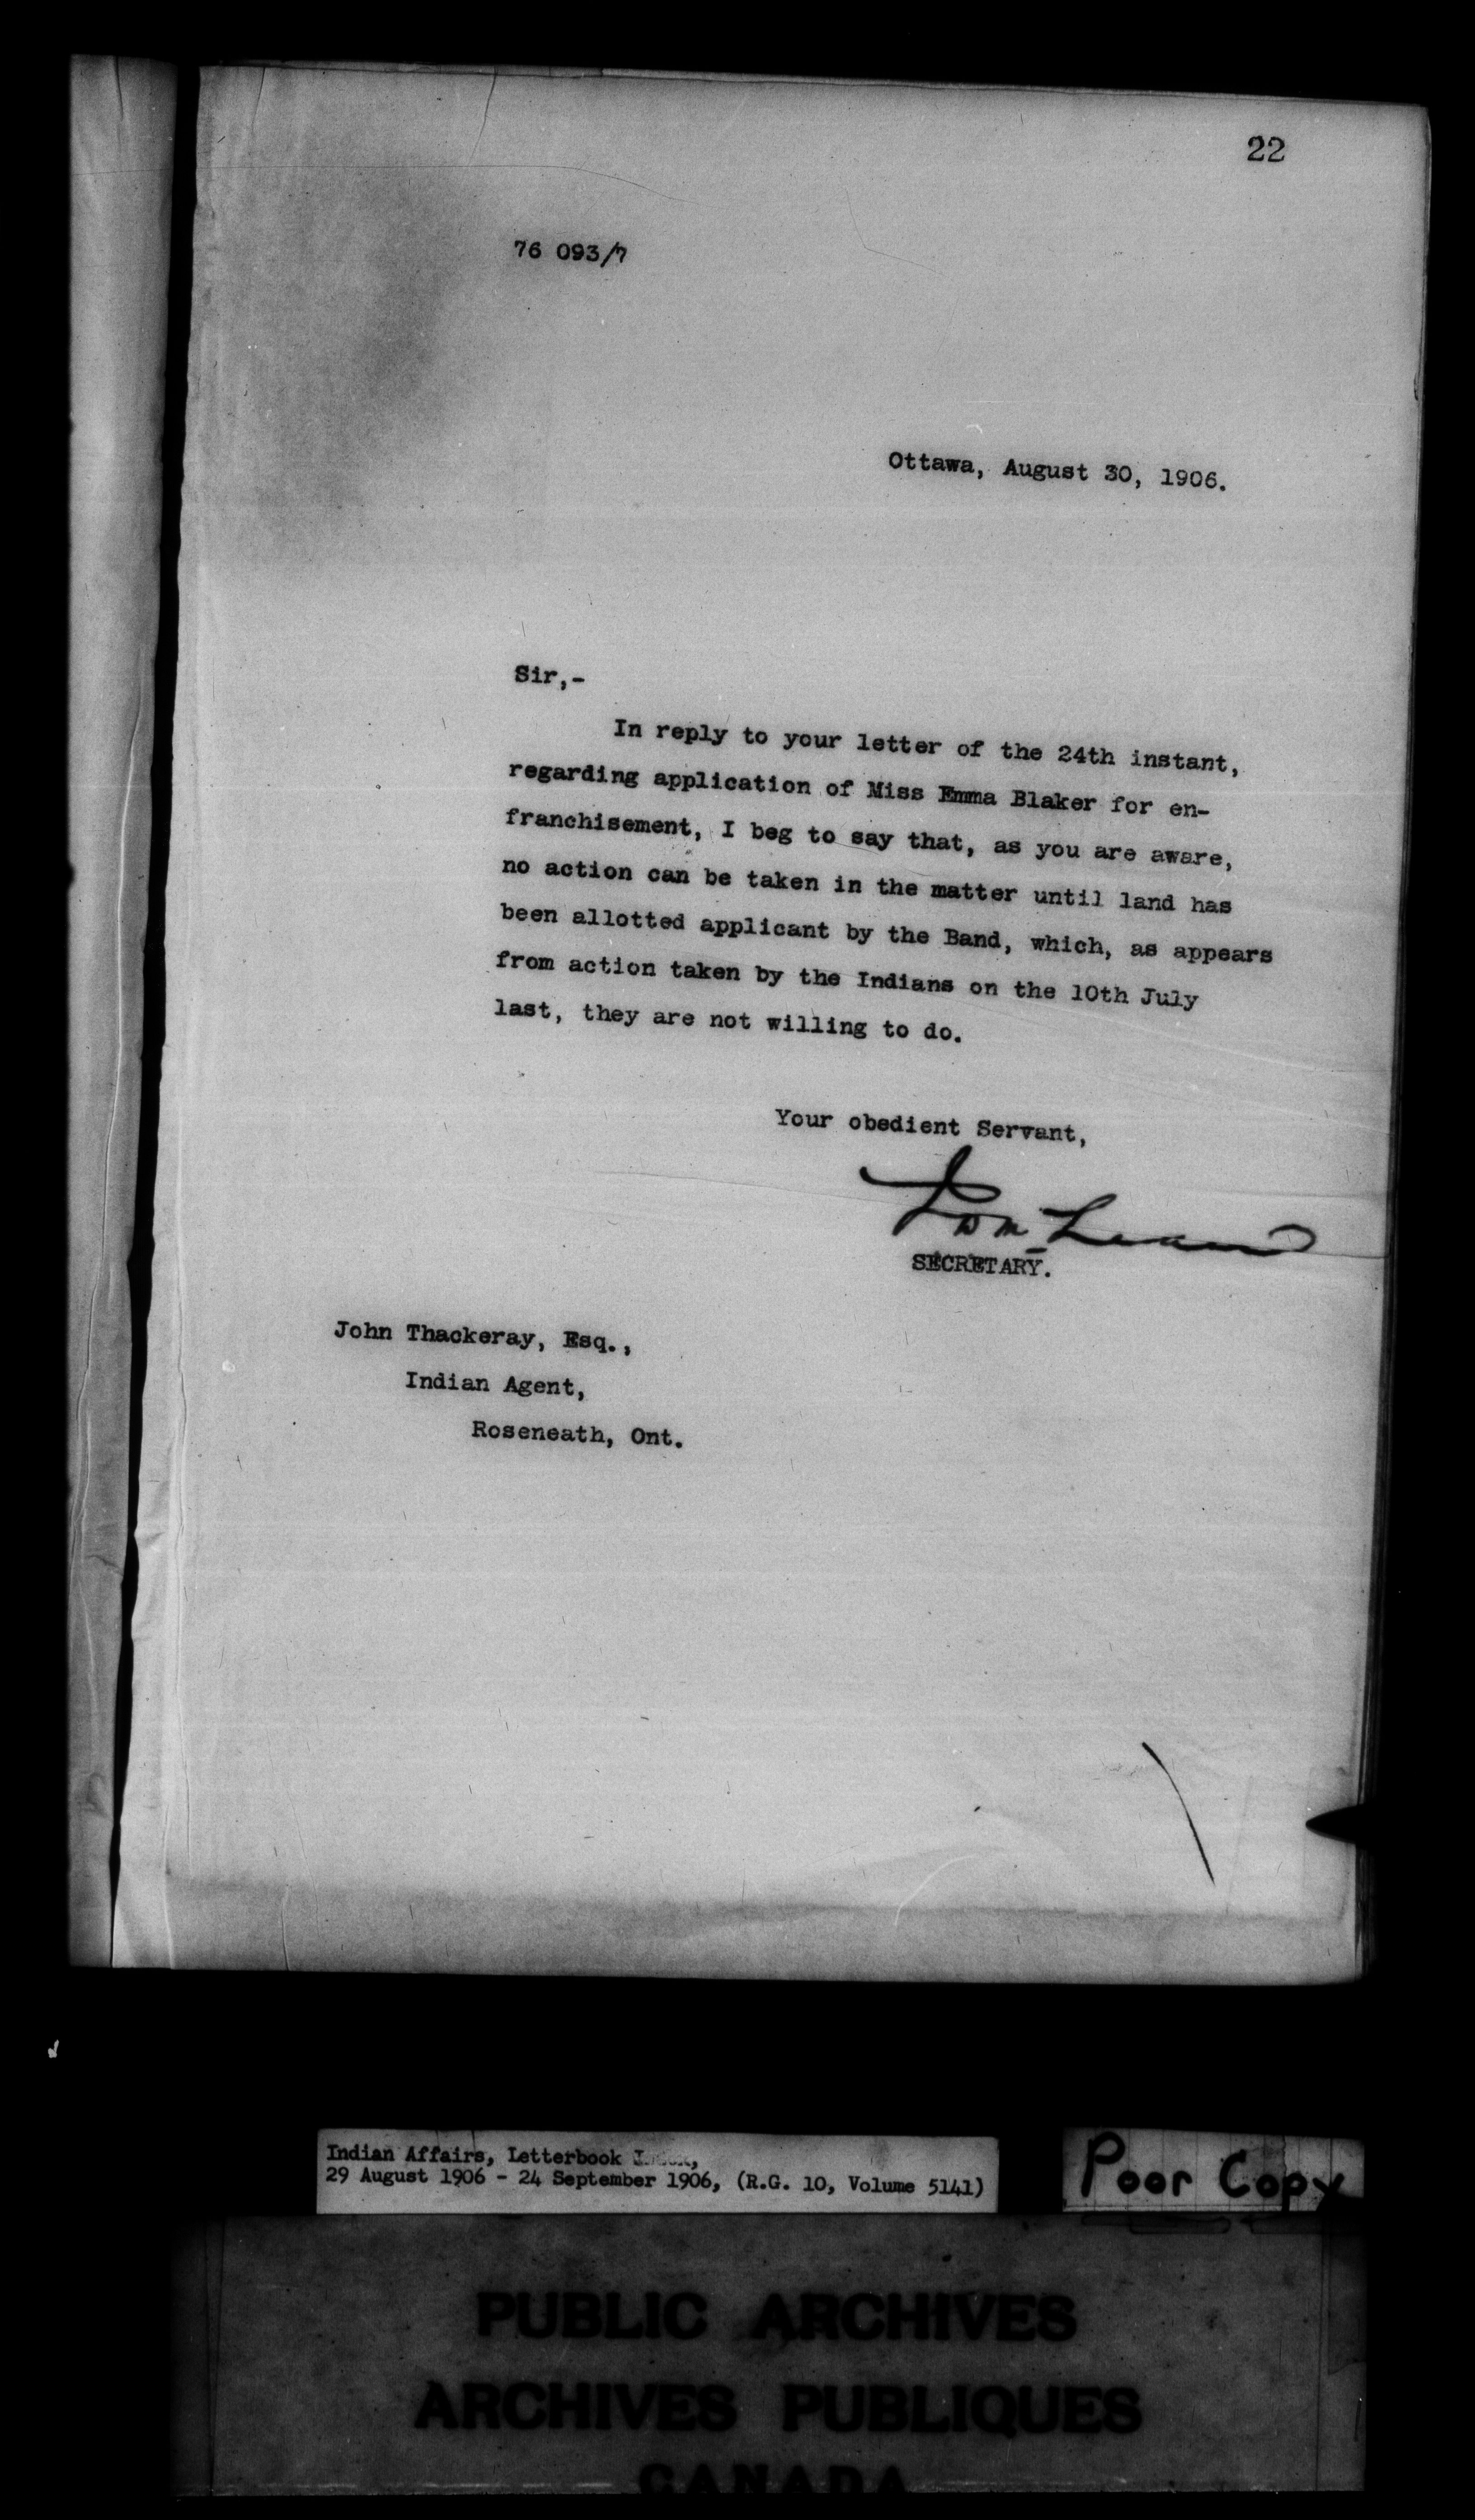 22
76 093/7
Ottawa, August 30, 1906.
Sir,-
In reply to your letter of the 24th instant,
regarding application of Miss Emma Blaker for en-
franchisement, I beg to say that, as you are aware,
no action can be taken in the matter until land has
been allotted applicant by the Band, which, as appears
from action taken by the Indians on the 10th July
last, they are not willing to do.
Your obedient Servant,
SECRETARY.
John Thackeray, Esq.,
Indian Agent,
Roseneath, Ont.
Indian Affairs, Letterbook
29 August 1906 - 24 September 1906, (R.G. 10, Volume 5141)
Poor Copy
PUBLIC ARCHIVES
ARCHIVES PUBLIQUES
CANADA